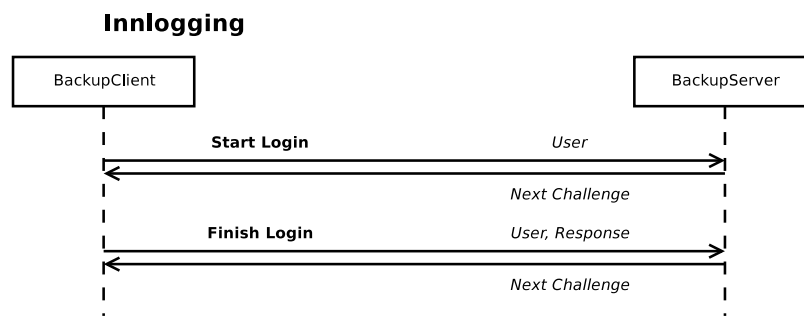 Innlogging
BackupClient
BackupServer
Start Login
User
Next Challenge
Finish Login
User, Response
Next Challenge